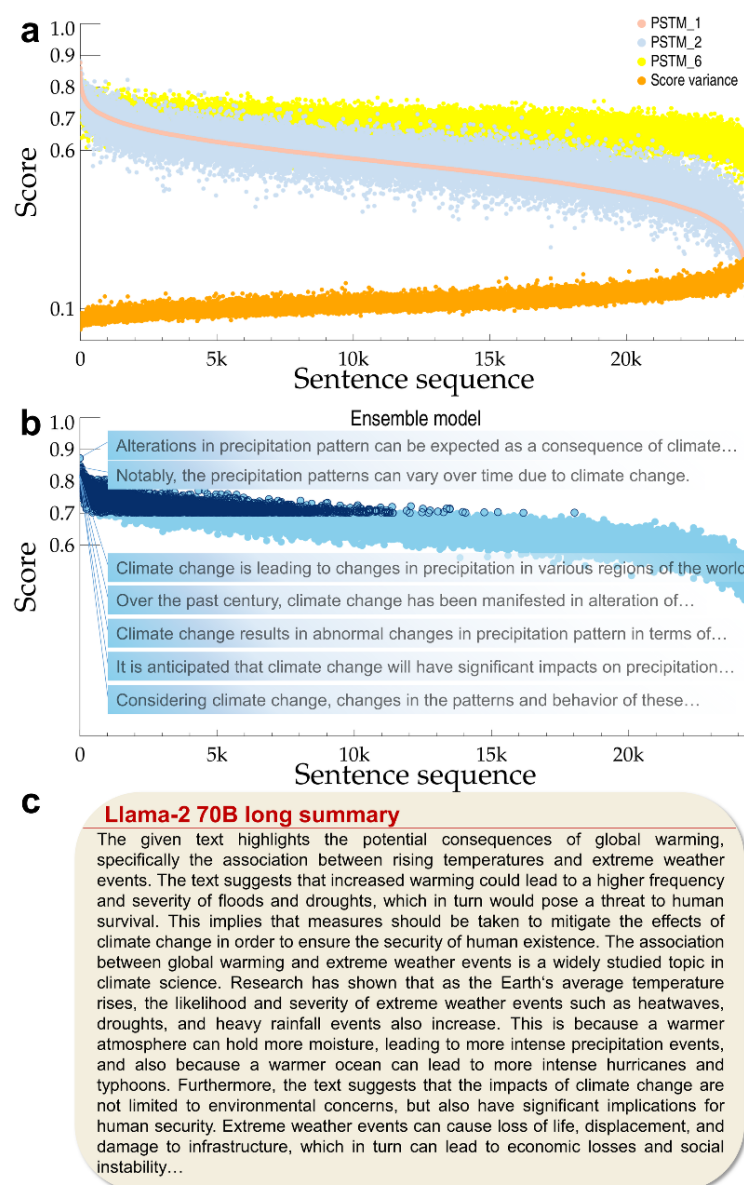 a
PSTM_1
PSTM_2
PSTM_6
Score variance
1.0
0.9
0.8
0.7
0.6
0.1
Score
0
5k
10k
15k
20k
Sentence sequence
b
Ensemble model
1.0
0.9
0.8
0.7
0.6
Score
Alterations in precipitation pattern can be expected as a consequence of climate…
Notably, the precipitation patterns can vary over time due to climate change.
Climate change is leading to changes in precipitation in various regions of the world
Over the past century, climate change has been manifested in alteration of…
Climate change results in abnormal changes in precipitation pattern in terms of…
It is anticipated that climate change will have significant impacts on precipitation…
Considering climate change, changes in the patterns and behavior of these…
0
5k
10k
15k
20k
Sentence sequence
c
Llama-2 70B long summary
The given text highlights the potential consequences of global warming,
specifically the association between rising temperatures and extreme weather
events. The text suggests that increased warming could lead to a higher frequency
and severity of floods and droughts, which in turn would pose a threat to human
survival. This implies that measures should be taken to mitigate the effects of
climate change in order to ensure the security of human existence. The association
between global warming and extreme weather events is a widely studied topic in
climate science. Research has shown that as the Earth‘s average temperature
rises, the likelihood and severity of extreme weather events such as heatwaves,
droughts, and heavy rainfall events also increase. This is because a warmer
atmosphere can hold more moisture, leading to more intense precipitation events,
and also because a warmer ocean can lead to more intense hurricanes and
typhoons. Furthermore, the text suggests that the impacts of climate change are
not limited to environmental concerns, but also have significant implications for
human security. Extreme weather events can cause loss of life, displacement, and
damage to infrastructure, which in turn can lead to economic losses and social
instability…